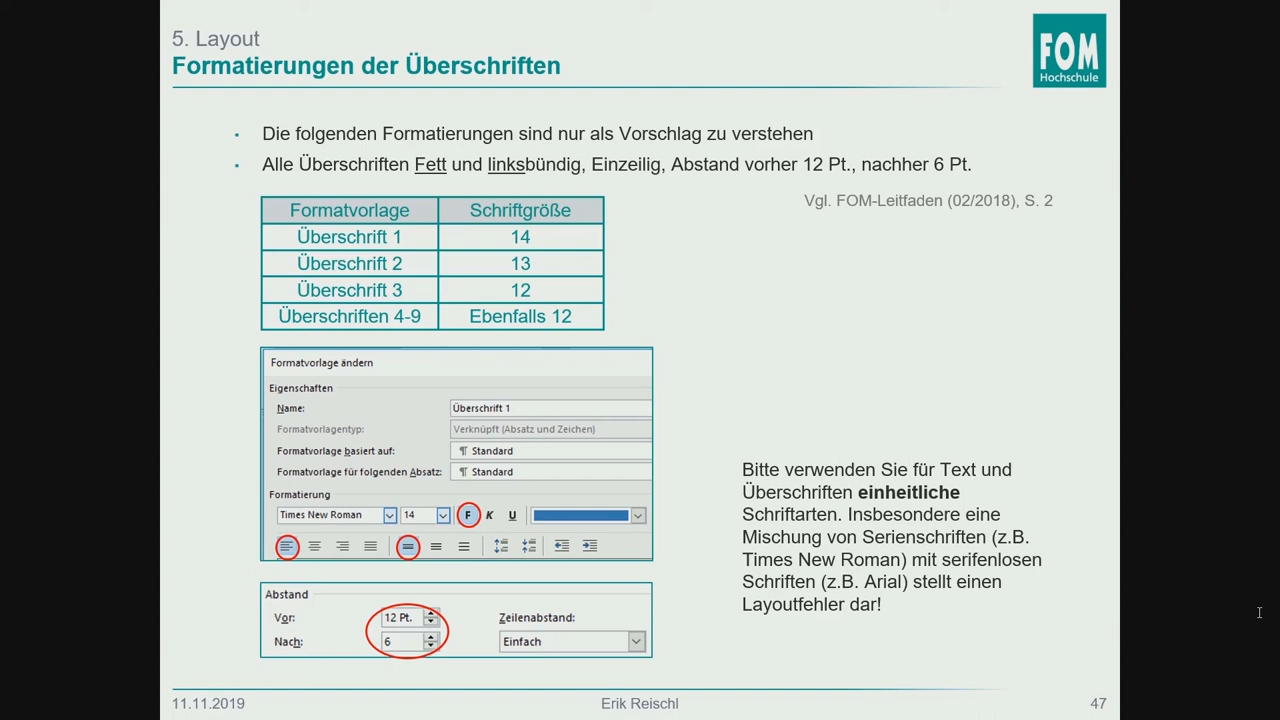 5. Layout
Formatierungen der Überschriften
FOM
Hochschule
Die folgenden Formatierungen sind nur als Vorschlag zu verstehen
Alle Überschriften Fett und linksbündig, Einzeilig, Abstand vorher 12 Pt., nachher 6 Pt.
Vgl. FOM-Leitfaden (02/2018), S. 2
Formatvorlage Schriftgröße
Überschrift 1 14
Überschrift 2 13
Überschrift 3 12
Überschriften 4-9 Ebenfalls 12
Formatvorlage ändern
Eigenschaften
Name: Überschrift 1
Formatvorlagentyp: Verknüpft (Absatz und Zeichen)
Formatvorlage basiert auf: ¶ Standard
Formatvorlage für folgenden Absatz: ¶ Standard
Formatierung
Times New Roman 14 F K U
Abstand
Vor: 12 Pt. Zeilenabstand:
Nach: 6 Einfach
Bitte verwenden Sie für Text und
Überschriften einheitliche
Schriftarten. Insbesondere eine
Mischung von Serienschriften (z.B.
Times New Roman) mit serifenlosen
Schriften (z.B. Arial) stellt einen
Layoutfehler dar!
11.11.2019 Erik Reischl 47